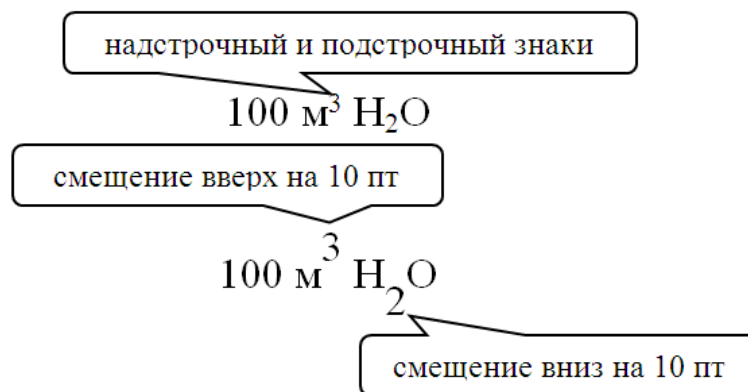 надстрочный и подстрочный знаки
100 м³ H₂O
смещение вверх на 10 пт
100 м³ H₂O
смещение вниз на 10 пт